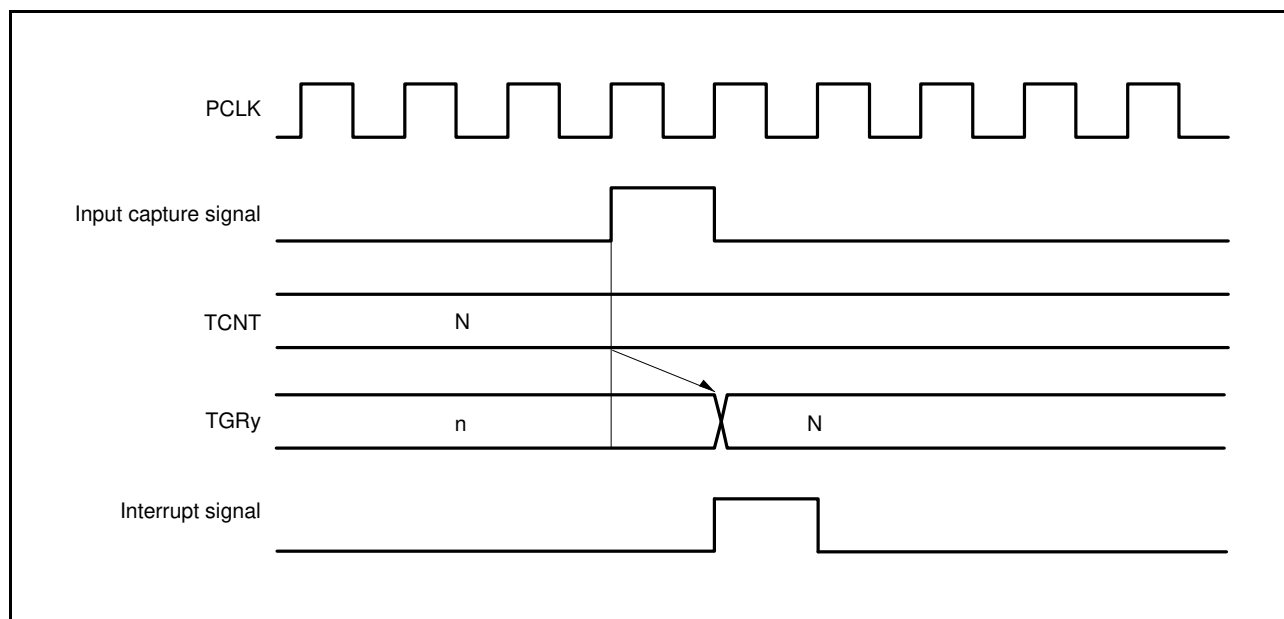 PCLK
Input capture signal
TCNT
N
TGRy
n
N
Interrupt signal